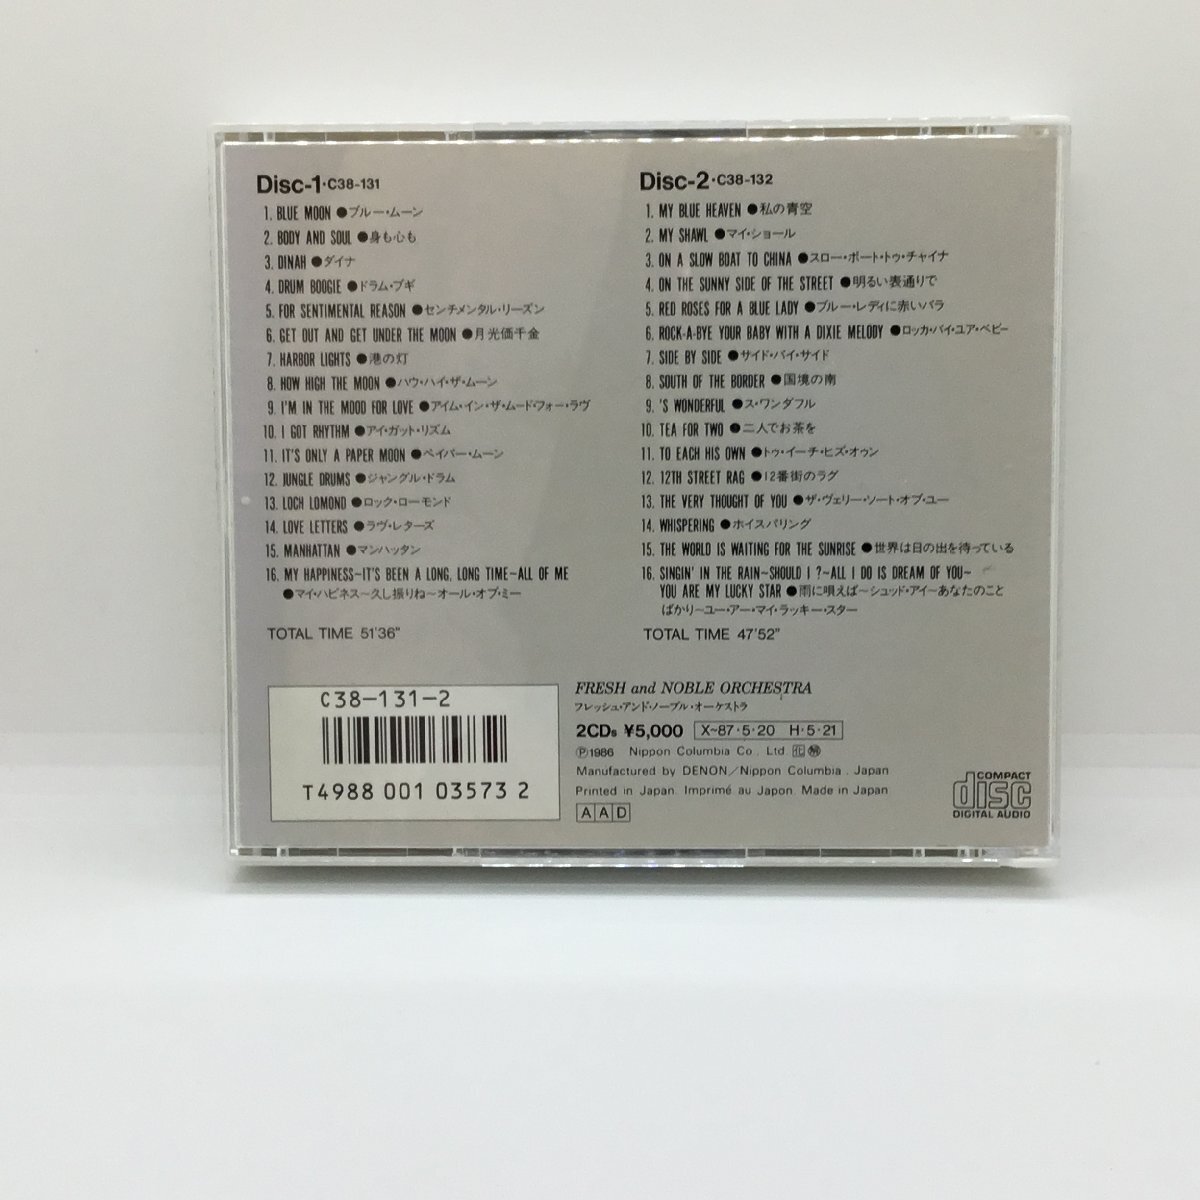 Disc-1・C38-131
1. BLUE MOON ●ブルー・ムーン
2. BODY AND SOUL ●身も心も
3. DINAH ●ダイナ
4. DRUM BOOGIE ●ドラム・ブギ
5. FOR SENTIMENTAL REASON ●センチメンタル・リーズン
6. GET OUT AND GET UNDER THE MOON ●月光価千金
7. HARBOR LIGHTS ●港の灯
8. HOW HIGH THE MOON ●ハウ・ハイ・ザ・ムーン
9. I'M IN THE MOOD FOR LOVE ●アイム・イン・ザ・ムード・フォー・ラヴ
10. I GOT RHYTHM ●アイ・ガット・リズム
11. IT'S ONLY A PAPER MOON ●ペイパー・ムーン
12. JUNGLE DRUMS ●ジャングル・ドラム
13. LOCH LOMOND ●ロック・ローモンド
14. LOVE LETTERS ●ラヴ・レターズ
15. MANHATTAN ●マンハッタン
16. MY HAPPINESS~IT'S BEEN A LONG, LONG TIME~ALL OF ME
●マイ・ハピネス~久し振りね~オール・オブ・ミー
TOTAL TIME 51'36"
Disc-2・C38-132
1. MY BLUE HEAVEN ●私の青空
2. MY SHAWL ●マイ・ショール
3. ON A SLOW BOAT TO CHINA ●スロー・ボート・トゥ・チャイナ
4. ON THE SUNNY SIDE OF THE STREET ●明るい表通りで
5. RED ROSES FOR A BLUE LADY ●ブルー・レディに赤いバラ
6. ROCK-A-BYE YOUR BABY WITH A DIXIE MELODY ●ロッカ・バイ・ユア・ベビー
7. SIDE BY SIDE ●サイド・バイ・サイド
8. SOUTH OF THE BORDER ●国境の南
9. 'S WONDERFUL ●ス・ワンダフル
10. TEA FOR TWO ●二人でお茶を
11. TO EACH HIS OWN ●トゥ・イーチ・ヒズ・オゥン
12. 12TH STREET RAG ●12番街のラグ
13. THE VERY THOUGHT OF YOU ●ザ・ヴェリー・ソート・オブ・ユー
14. WHISPERING ●ホイスパリング
15. THE WORLD IS WAITING FOR THE SUNRISE ●世界は日の出を待っている
16. SINGIN' IN THE RAIN~SHOULD I ?~ALL I DO IS DREAM OF YOU~
YOU ARE MY LUCKY STAR ●雨に唄えば~シュッド・アイ~あなたのこと
ばかり~ユー・アー・マイ・ラッキー・スター
TOTAL TIME 47'52"
C38-131-2
T4988 001 03573 2
FRESH and NOBLE ORCHESTRA
フレッシュ・アンド・ノーブル・オーケストラ
2CDs ¥5,000 X~87・5・20 H・5・21
Ⓟ1986 Nippon Columbia Co., Ltd.
Manufactured by DENON/Nippon Columbia, Japan
Printed in Japan. Imprimé au Japon. Made in Japan
A A D
COMPACT
disc
DIGITAL AUDIO